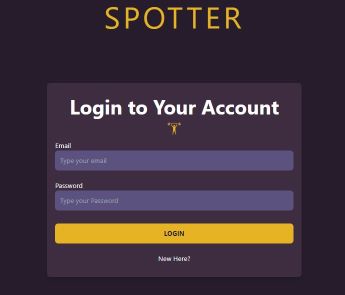 SPOTTER
Login to Your Account
Email
Type your email
Password
Type your Password
LOGIN
New Here?